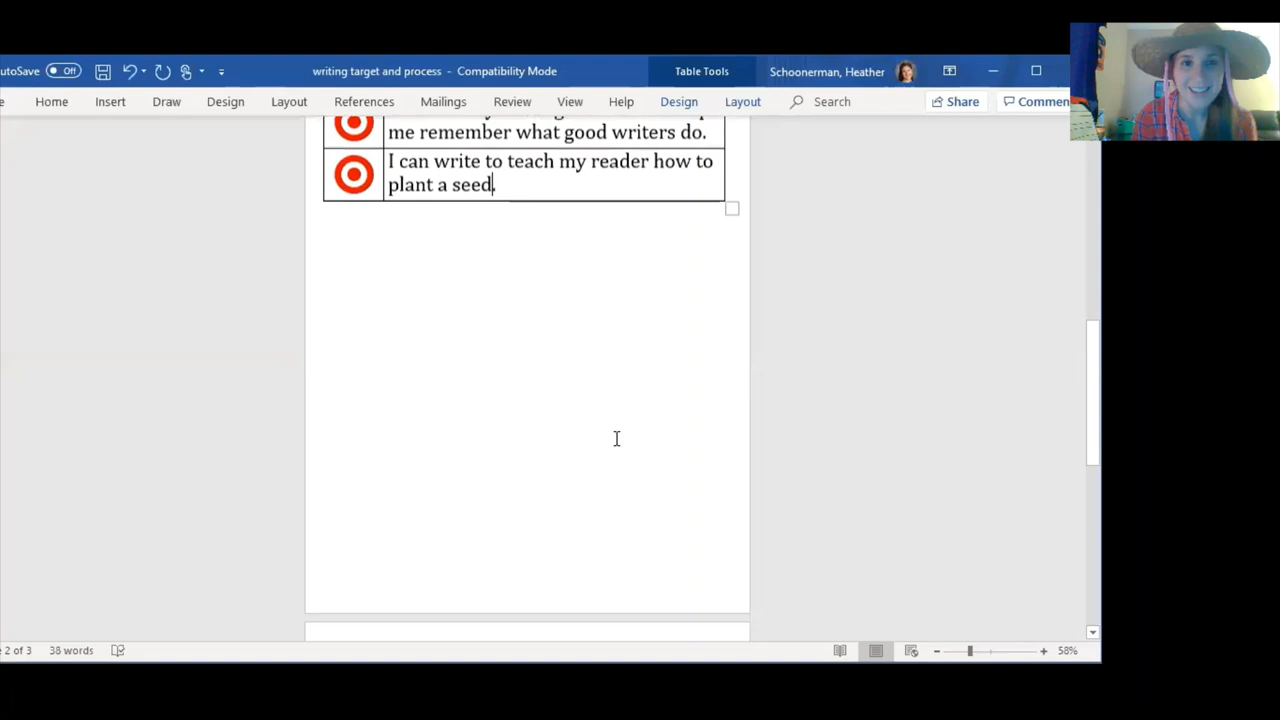 utoSave Off writing target and process - Compatibility Mode Table Tools Schoonerman, Heather
e Home Insert Draw Design Layout References Mailings Review View Help Design Layout Search Share Commen
me remember what good writers do.
I can write to teach my reader how to
plant a seed.
2 of 3 38 words 58%